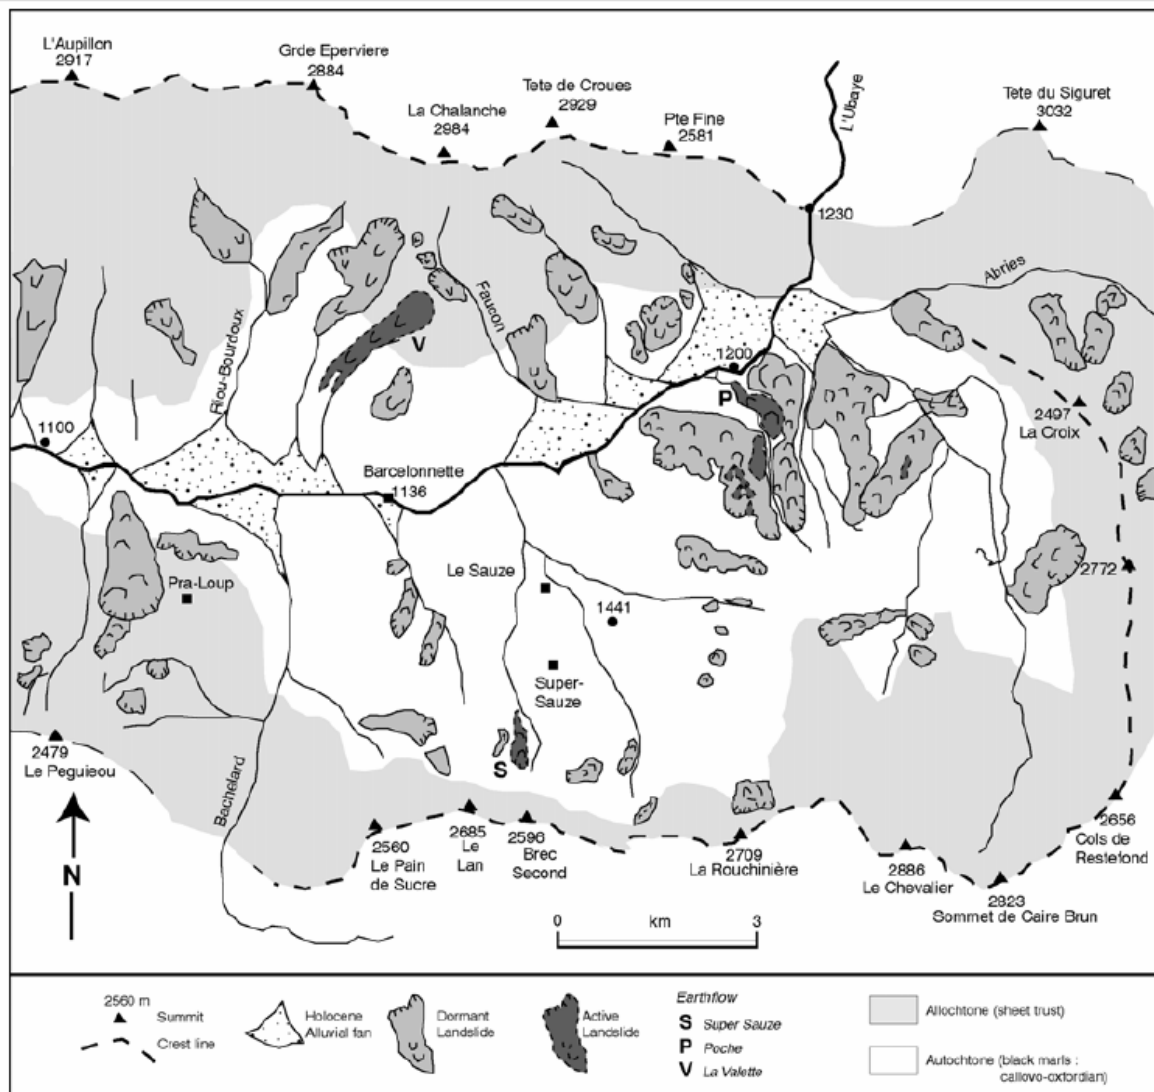 L'Aupillon
2917
Grde Eperviere
2884
La Chalanche
2984
Tete de Croues
2929
Pte Fine
2581
L'Ubaye
Tete du Siguret
3032
1230
Abries
Riou-Bourdoux
Faucon
V
1200
P
2497
La Croix
1100
Barcelonnette
1136
Pra-Loup
Le Sauze
1441
2772
Super-
Sauze
S
2479
Le Peguieou
Bachelard
N
2560
Le Pain
de Sucre
2685
Le
Lan
2596
Brec
Second
2709
La Rouchinière
2886
Le Chevalier
2823
Sommet de Caire Brun
2656
Cols de
Restefond
0 km 3
2560 m
Summit
Crest line
Holocene
Alluvial fan
Dormant
Landslide
Active
Landslide
Earthflow
S Super Sauze
P Poche
V La Valette
Allochtone (sheet trust)
Autochtone (black marls :
callovo-oxfordian)